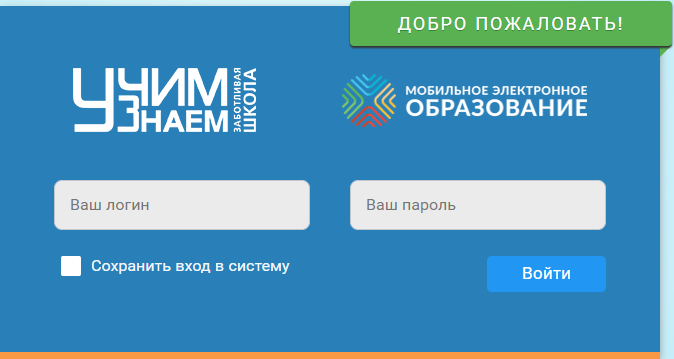 ДОБРО ПОЖАЛОВАТЬ!
УЧИМ
ЗНАЕМ
ЗАБОТЛИВАЯ
ШКОЛА
МОБИЛЬНОЕ ЭЛЕКТРОННОЕ
ОБРАЗОВАНИЕ
Ваш логин
Ваш пароль
Сохранить вход в систему
Войти